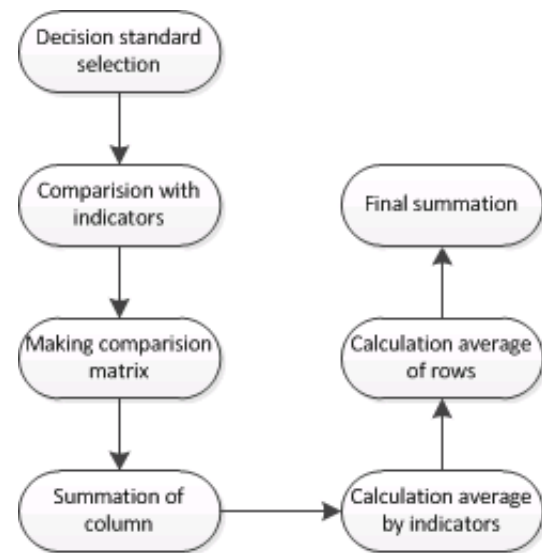 Decision standard
selection
Comparision with
indicators
Making comparision
matrix
Summation of
column
Calculation average
by indicators
Calculation average
of rows
Final summation